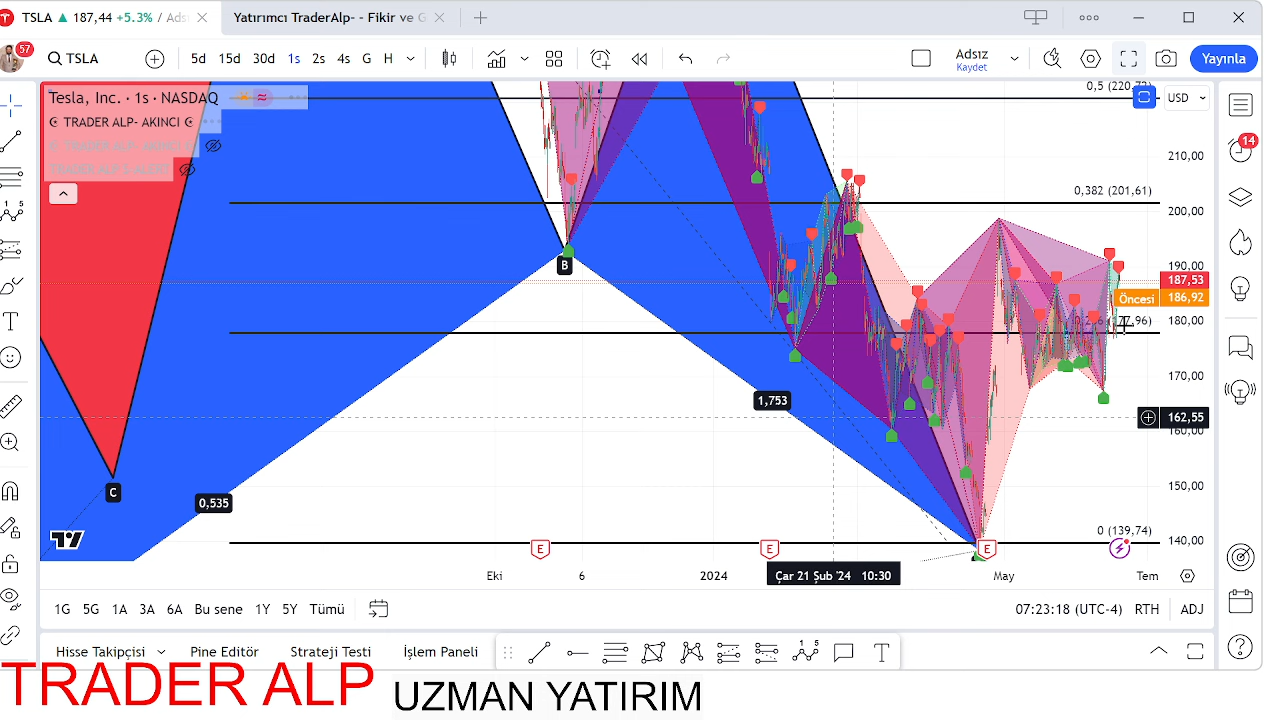 TSLA ▲ 187,44 +5.3% / Ads
Yatırımcı TraderAlp- - Fikir ve G
57
TSLA
5d 15d 30d 1s 2s 4s G H
Adsız
Kaydet
Yayınla
Tesla, Inc. · 1s · NASDAQ
TRADER ALP- AKINCI
0,5 (220,
USD
210,00
0,382 (201,61)
200,00
190,00
187,53
Öncesi 186,92
180,00
170,00
162,55
160,00
150,00
0 (139,74)
140,00
B
C
0,535
1,753
E
E
E
14
Eki
6
2024
Çar 21 Şub '24 10:30
May
Tem
1G 5G 1A 3A 6A Bu sene 1Y 5Y Tümü
07:23:18 (UTC-4) RTH ADJ
Hisse Takipçisi Pine Editör Strateji Testi İşlem Paneli
TRADER ALP UZMAN YATIRIM